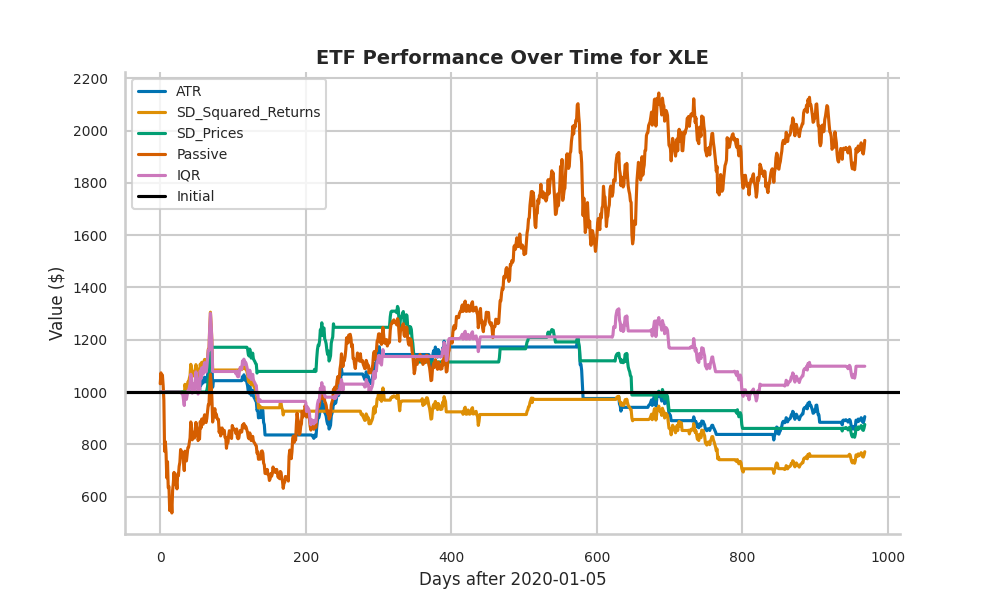 ETF Performance Over Time for XLE
ATR
SD_Squared_Returns
SD_Prices
Passive
IQR
Initial
Value ($)
2200
2000
1800
1600
1400
1200
1000
800
600
0 200 400 600 800 1000
Days after 2020-01-05